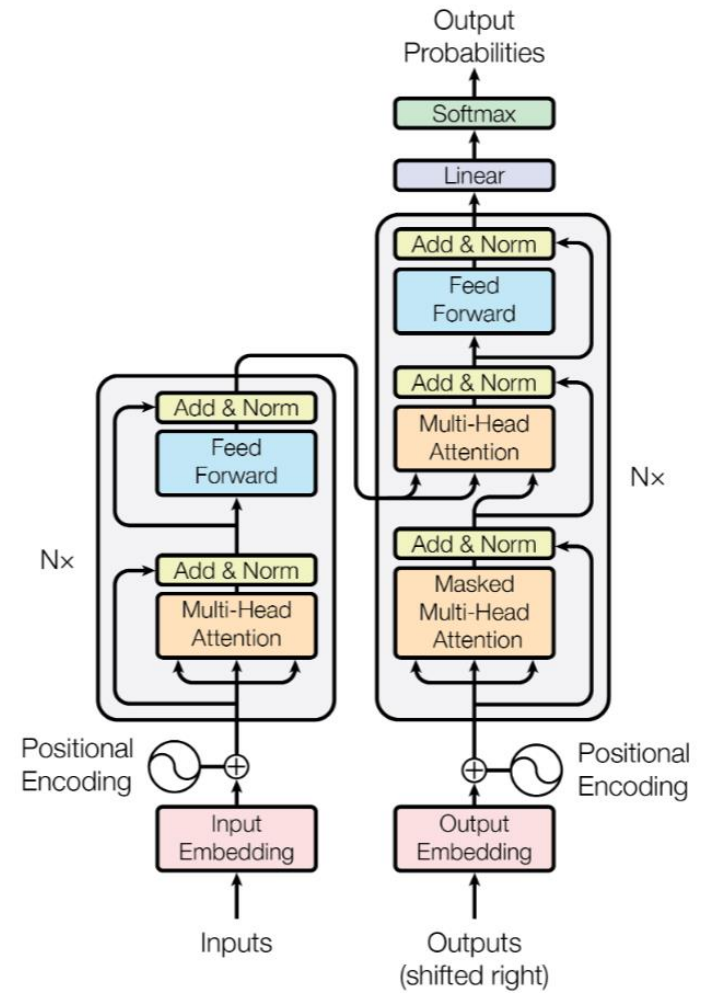 Output
Probabilities
Softmax
Linear
Add & Norm
Feed
Forward
Add & Norm
Multi-Head
Attention
Add & Norm
Masked
Multi-Head
Attention
N×
Add & Norm
Feed
Forward
Add & Norm
Multi-Head
Attention
N×
Positional
Encoding
Positional
Encoding
Input
Embedding
Output
Embedding
Inputs
Outputs
(shifted right)